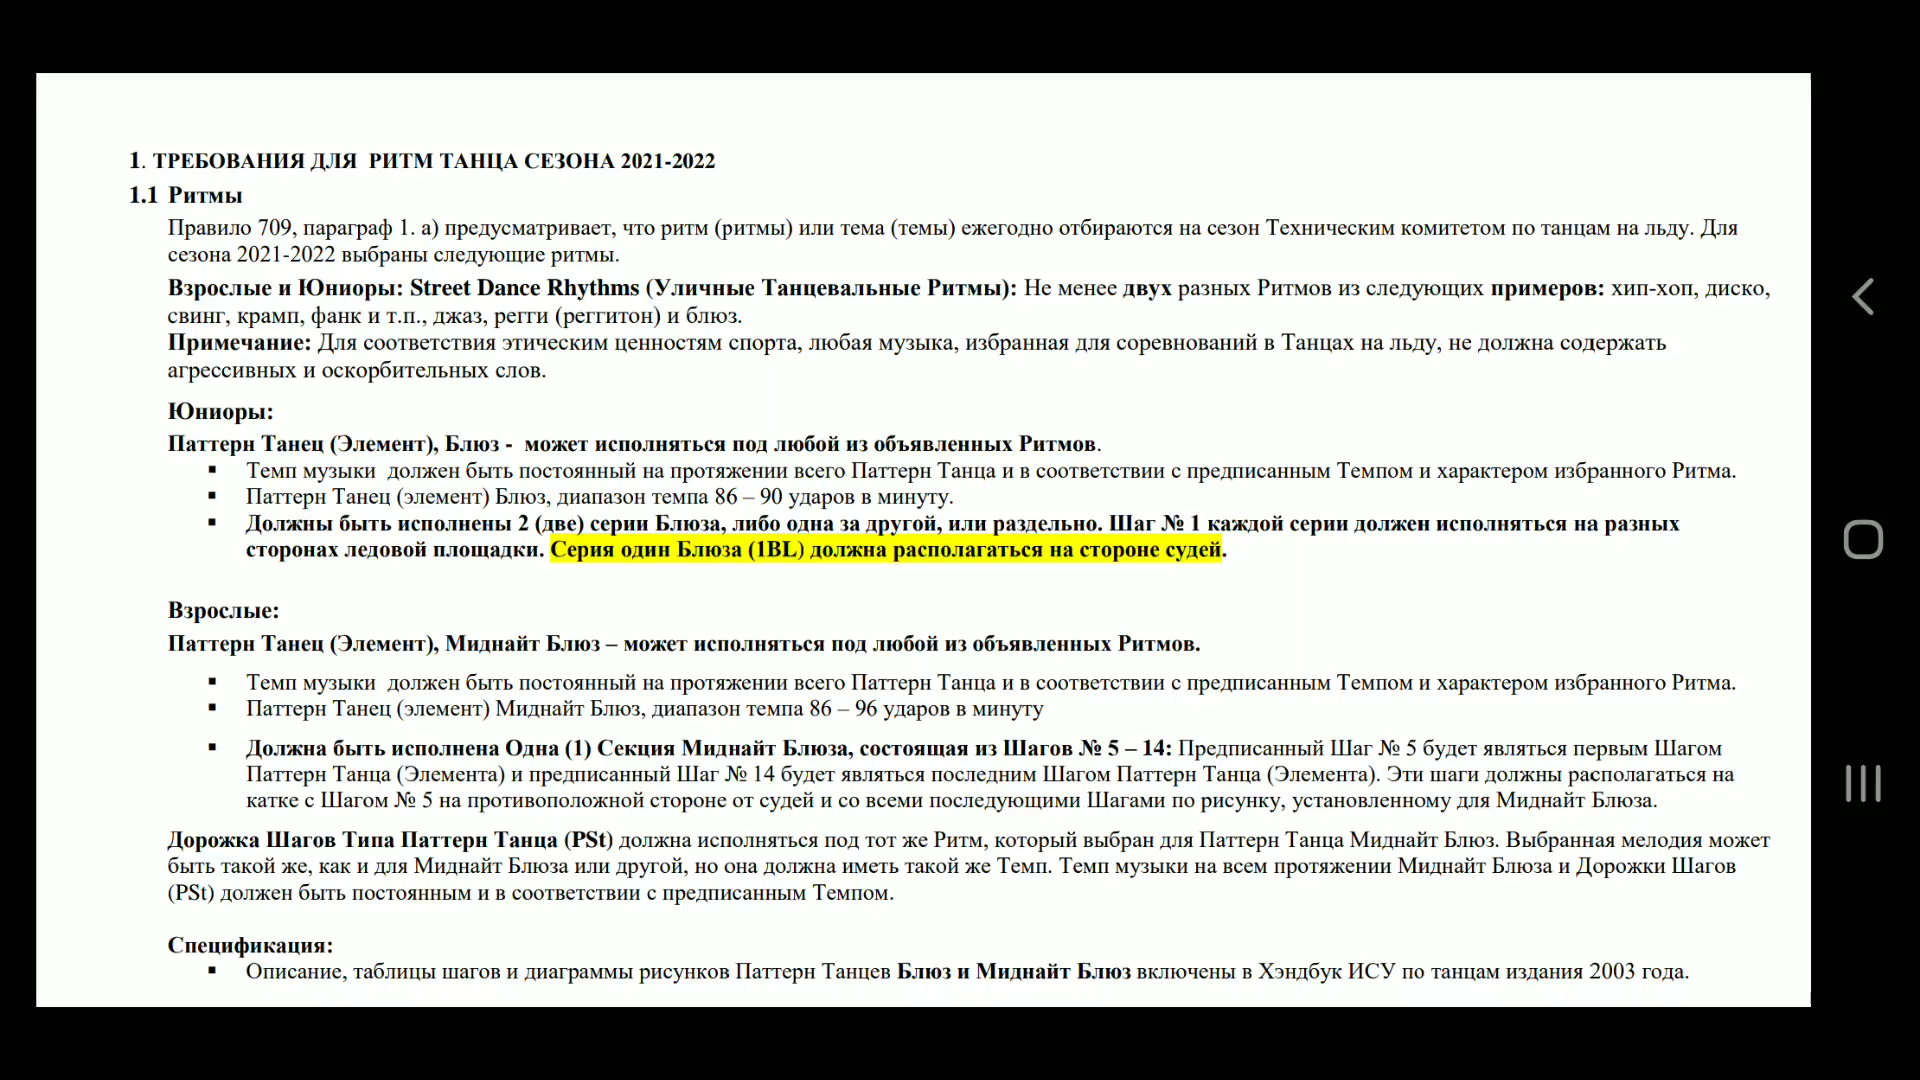 1. ТРЕБОВАНИЯ ДЛЯ РИТМ ТАНЦА СЕЗОНА 2021-2022
1.1 Ритмы
Правило 709, параграф 1. а) предусматривает, что ритм (ритмы) или тема (темы) ежегодно отбираются на сезон Техническим комитетом по танцам на льду. Для
сезона 2021-2022 выбраны следующие ритмы.
Взрослые и Юниоры: Street Dance Rhythms (Уличные Танцевальные Ритмы): Не менее двух разных Ритмов из следующих примеров: хип-хоп, диско,
свинг, крамп, фанк и т.п., джаз, регги (реггитон) и блюз.
Примечание: Для соответствия этическим ценностям спорта, любая музыка, избранная для соревнований в Танцах на льду, не должна содержать
агрессивных и оскорбительных слов.
Юниоры:
Паттерн Танец (Элемент), Блюз - может исполняться под любой из объявленных Ритмов.
▪ Темп музыки должен быть постоянный на протяжении всего Паттерн Танца и в соответствии с предписанным Темпом и характером избранного Ритма.
▪ Паттерн Танец (элемент) Блюз, диапазон темпа 86 – 90 ударов в минуту.
▪ Должны быть исполнены 2 (две) серии Блюза, либо одна за другой, или раздельно. Шаг № 1 каждой серии должен исполняться на разных
сторонах ледовой площадки. Серия один Блюза (1BL) должна располагаться на стороне судей.
Взрослые:
Паттерн Танец (Элемент), Миднайт Блюз – может исполняться под любой из объявленных Ритмов.
▪ Темп музыки должен быть постоянный на протяжении всего Паттерн Танца и в соответствии с предписанным Темпом и характером избранного Ритма.
▪ Паттерн Танец (элемент) Миднайт Блюз, диапазон темпа 86 – 96 ударов в минуту
▪ Должна быть исполнена Одна (1) Секция Миднайт Блюза, состоящая из Шагов № 5 – 14: Предписанный Шаг № 5 будет являться первым Шагом
Паттерн Танца (Элемента) и предписанный Шаг № 14 будет являться последним Шагом Паттерн Танца (Элемента). Эти шаги должны располагаться на
катке с Шагом № 5 на противоположной стороне от судей и со всеми последующими Шагами по рисунку, установленному для Миднайт Блюза.
Дорожка Шагов Типа Паттерн Танца (PSt) должна исполняться под тот же Ритм, который выбран для Паттерн Танца Миднайт Блюз. Выбранная мелодия может
быть такой же, как и для Миднайт Блюза или другой, но она должна иметь такой же Темп. Темп музыки на всем протяжении Миднайт Блюза и Дорожки Шагов
(PSt) должен быть постоянным и в соответствии с предписанным Темпом.
Спецификация:
▪ Описание, таблицы шагов и диаграммы рисунков Паттерн Танцев Блюз и Миднайт Блюз включены в Хэндбук ИСУ по танцам издания 2003 года.